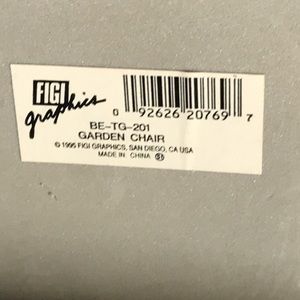 FIGI
graphics
0 92626 20769 7
BE-TG-201
GARDEN CHAIR
© 1995 FIGI GRAPHICS, SAN DIEGO, CA USA
MADE IN CHINA